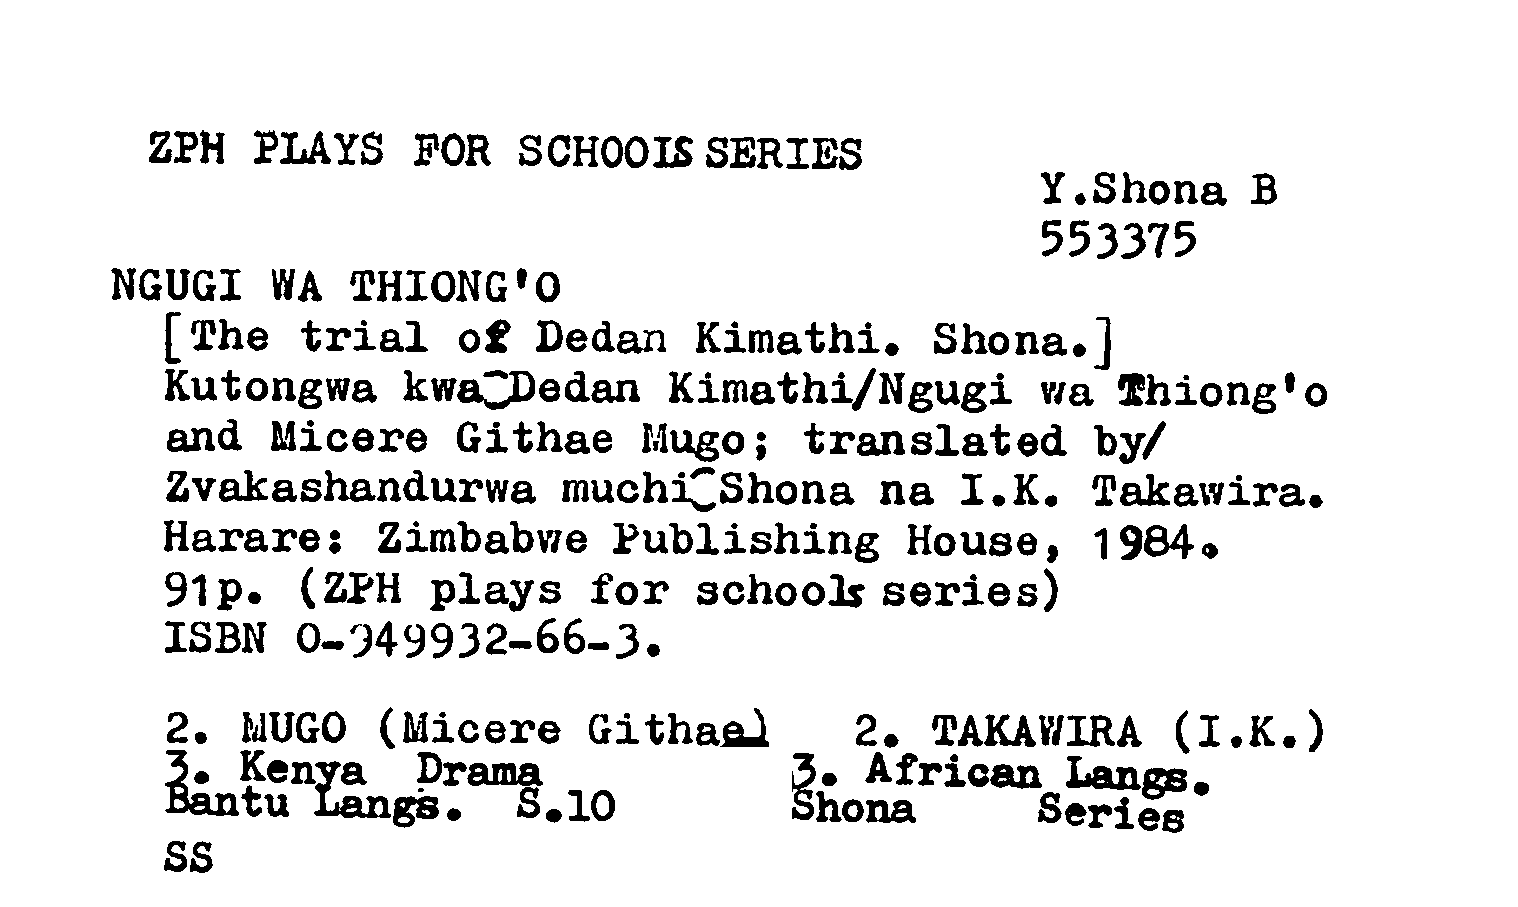 ZPH PLAYS FOR SCHOOLS SERIES
Y.Shona B
553375
NGUGI WA THIONG'O
[The trial of Dedan Kimathi. Shona.]
Kutongwa kwa Dedan Kimathi/Ngugi wa Thiong'o
and Micere Githae Mugo; translated by/
Zvakashandurwa muchi Shona na I.K. Takawira.
Harare: Zimbabwe Publishing House, 1984.
91p. (ZPH plays for schools series)
ISBN 0-949932-66-3.
2. MUGO (Micere Githae) 2. TAKAWIRA (I.K.)
3. Kenya Drama 3. African Langs.
Bantu Langs. S.10 Shona Series
SS